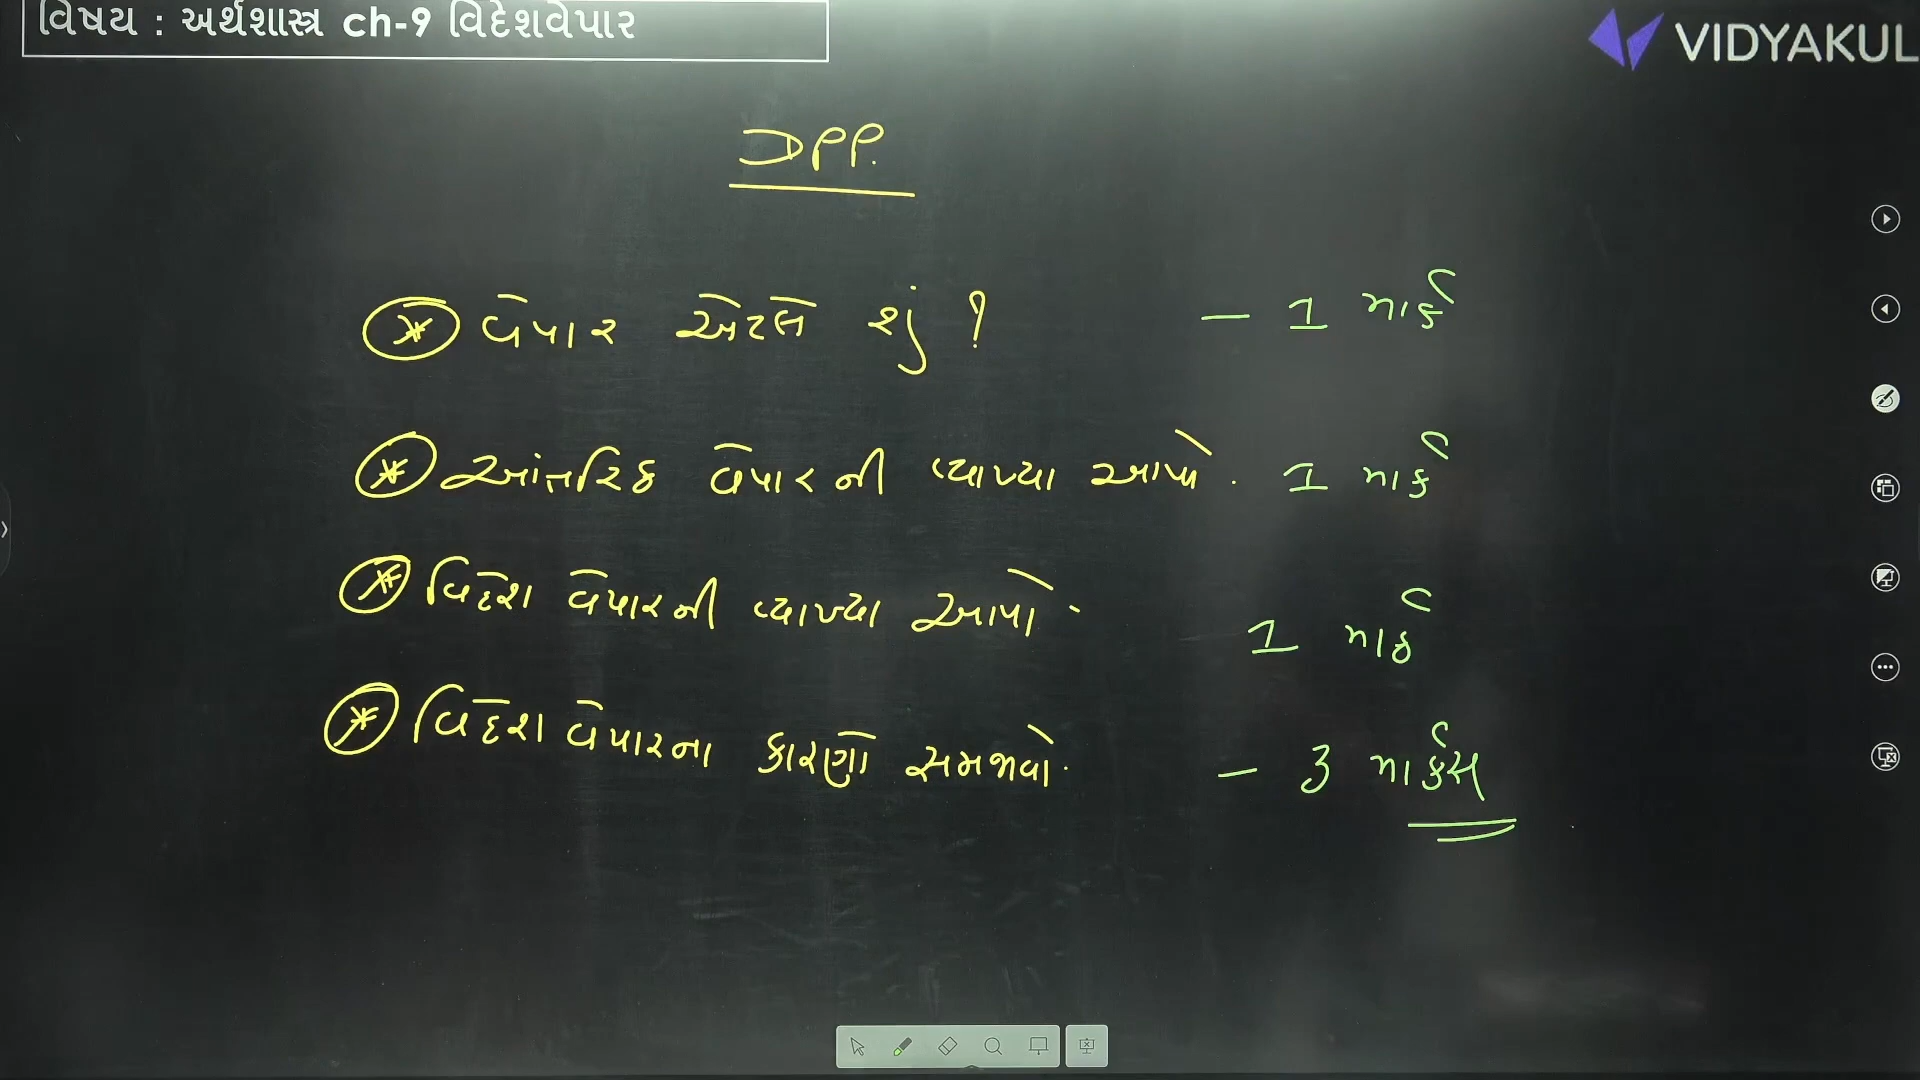 વિષય : અર્થશાસ્ત્ર ch-9 વિદેશવેપાર
VIDYAKUL
DPP.
* વેપાર એટલે શું ? - 1 માર્ક
* આંતરિક વેપારની વ્યાખ્યા આપો. 1 માર્ક
* વિદેશ વેપારની વ્યાખ્યા આપો. 1 માર્ક
* વિદેશ વેપારના કારણો સમજાવો. - 3 માર્કસ